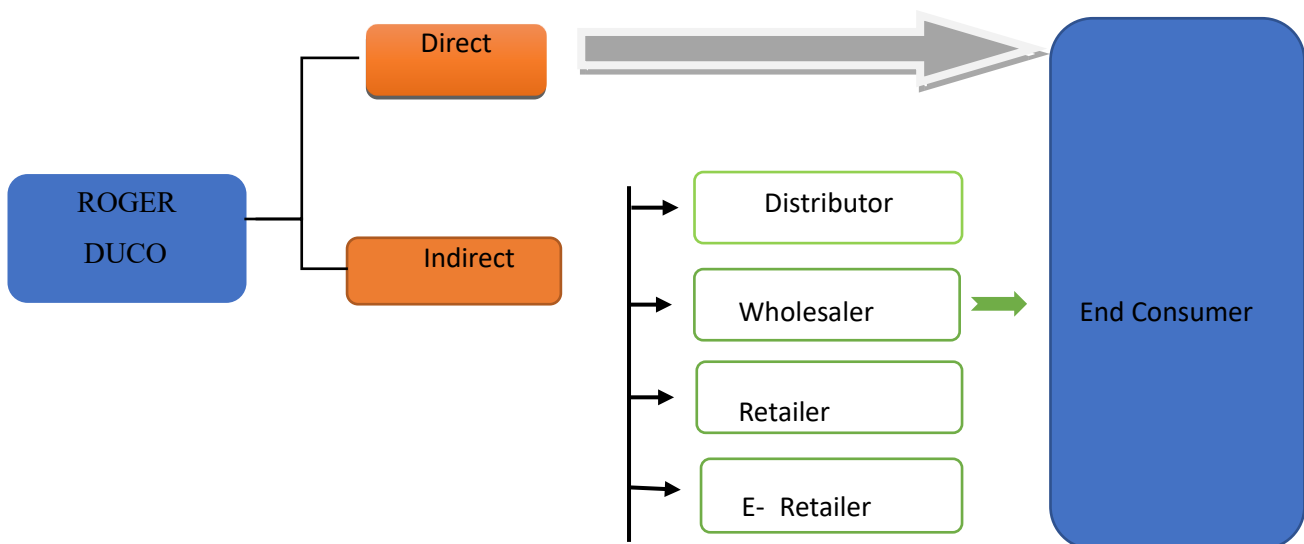 Direct
ROGER
DUCO
Indirect
Distributor
Wholesaler
Retailer
E- Retailer
End Consumer